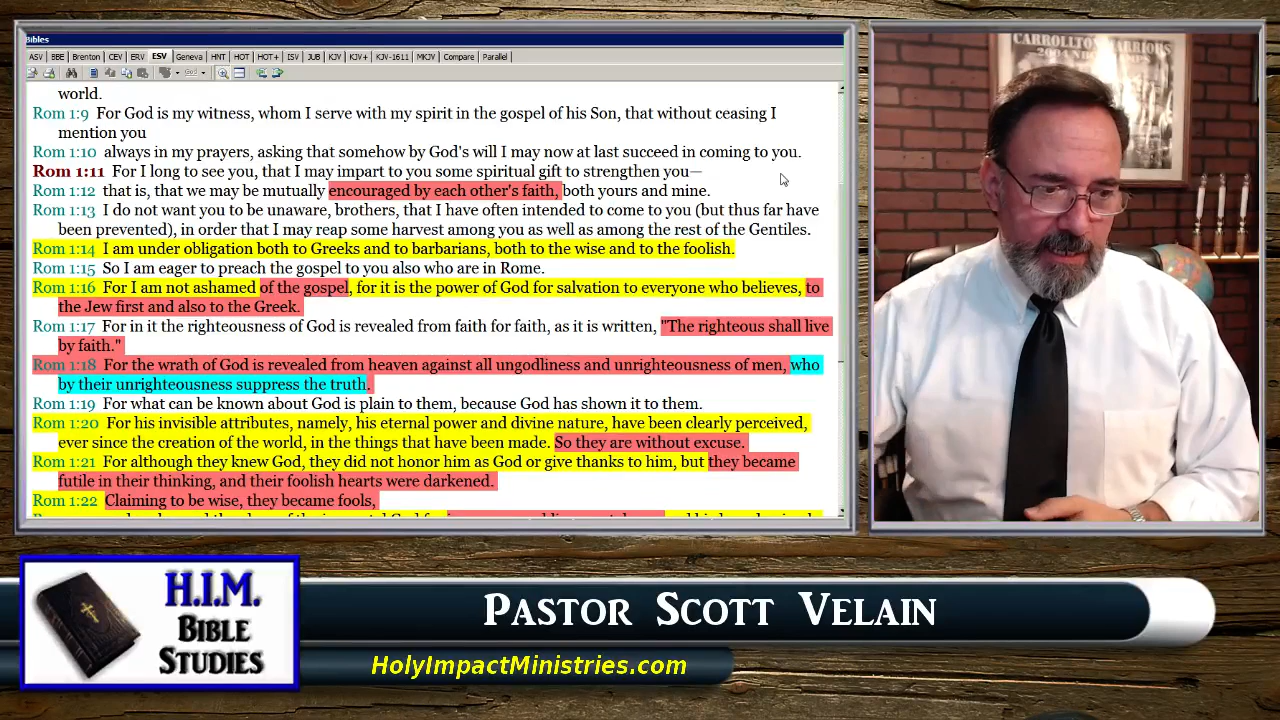 Bibles
ASV BBE Brenton CEV ERV ESV Geneva HNT HOT HOT+ ISV JUB KJV KJV+ KJV-1611 MKJV Compare Parallel
world.
Rom 1:9 For God is my witness, whom I serve with my spirit in the gospel of his Son, that without ceasing I
mention you
Rom 1:10 always in my prayers, asking that somehow by God's will I may now at last succeed in coming to you.
Rom 1:11 For I long to see you, that I may impart to you some spiritual gift to strengthen you—
Rom 1:12 that is, that we may be mutually encouraged by each other's faith, both yours and mine.
Rom 1:13 I do not want you to be unaware, brothers, that I have often intended to come to you (but thus far have
been prevented), in order that I may reap some harvest among you as well as among the rest of the Gentiles.
Rom 1:14 I am under obligation both to Greeks and to barbarians, both to the wise and to the foolish.
Rom 1:15 So I am eager to preach the gospel to you also who are in Rome.
Rom 1:16 For I am not ashamed of the gospel, for it is the power of God for salvation to everyone who believes, to
the Jew first and also to the Greek.
Rom 1:17 For in it the righteousness of God is revealed from faith for faith, as it is written, "The righteous shall live
by faith."
Rom 1:18 For the wrath of God is revealed from heaven against all ungodliness and unrighteousness of men, who
by their unrighteousness suppress the truth.
Rom 1:19 For what can be known about God is plain to them, because God has shown it to them.
Rom 1:20 For his invisible attributes, namely, his eternal power and divine nature, have been clearly perceived,
ever since the creation of the world, in the things that have been made. So they are without excuse.
Rom 1:21 For although they knew God, they did not honor him as God or give thanks to him, but they became
futile in their thinking, and their foolish hearts were darkened.
Rom 1:22 Claiming to be wise, they became fools,
CARROLLTON WARRIORS
H.I.M.
BIBLE
STUDIES
PASTOR SCOTT VELAIN
HolyImpactMinistries.com